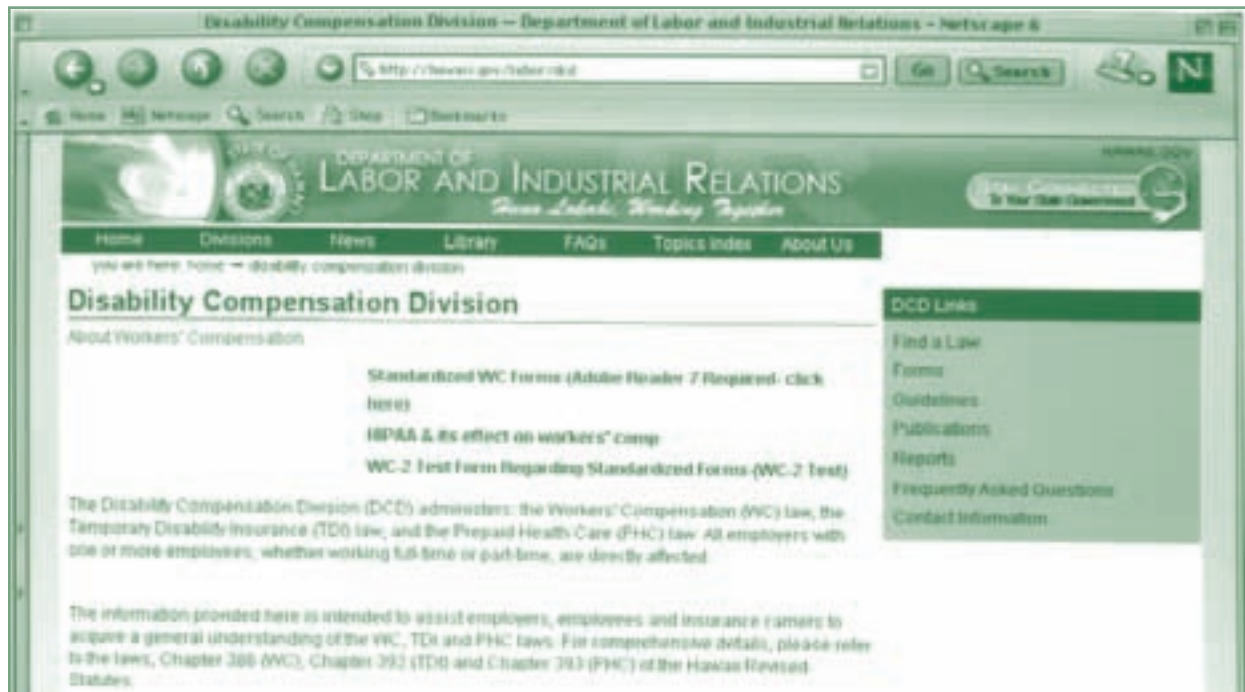 Disability Compensation Division – Department of Labor and Industrial Relations - Netscape 6
Go Search
Home Netscape Search Shop Bookmarks
DEPARTMENT OF
LABOR AND INDUSTRIAL RELATIONS
Hana Lokahi, Working Together
To Your State Government
Home Divisions News Library FAQs Topics Index About Us
you are here: home → disability compensation division
Disability Compensation Division
About Workers' Compensation
Standardized WC Forms (Adobe Reader 7 Required- click
here)
HIPAA & its effect on workers' comp
WC-2 Test Form Regarding Standardized Forms-(WC-2 Test)
The Disability Compensation Division (DCD) administers: the Workers' Compensation (WC) law, the
Temporary Disability Insurance (TDI) law, and the Prepaid Health Care (PHC) law. All employers with
one or more employees, whether working full-time or part-time, are directly affected.
The information provided here is intended to assist employers, employees and insurance carriers to
acquire a general understanding of the WC, TDI and PHC laws. For comprehensive details, please refer
to the laws, Chapter 386 (WC), Chapter 392 (TDI) and Chapter 393 (PHC) of the Hawaii Revised
Statutes.
DCD Links
Find a Law
Forms
Guidelines
Publications
Reports
Frequently Asked Questions
Contact Information